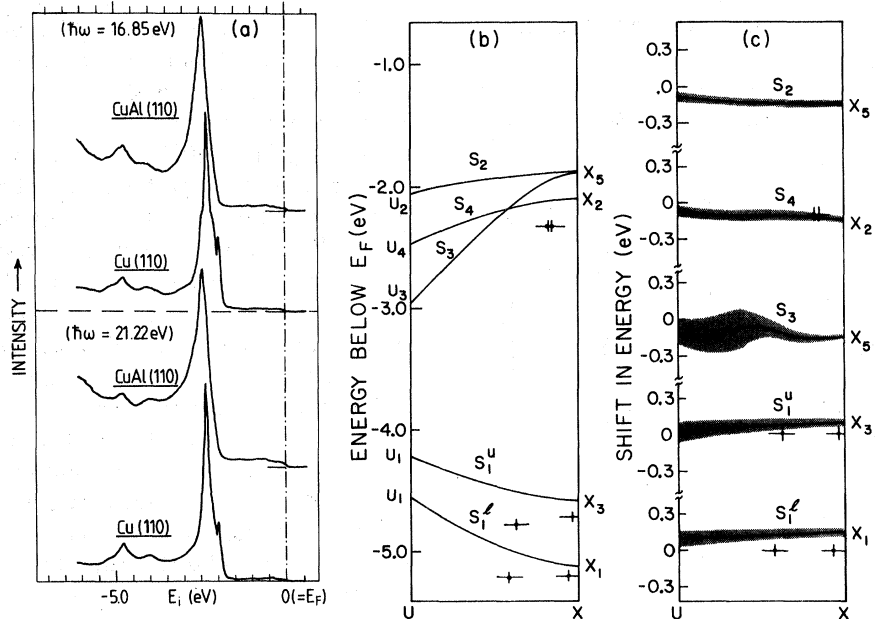 (ħω = 16.85 eV) (a)
CuAl (110)
Cu (110)
(ħω = 21.22 eV)
CuAl (110)
Cu (110)
INTENSITY →
-5.0 E_i (eV) 0 (=E_F)
(b)
ENERGY BELOW E_F (eV)
-1.0
-2.0
-3.0
-4.0
-5.0
S_2
U_2
S_4
X_5
X_2
U_4
S_3
U_3
U_1
S_1^u
U_1
X_3
S_1^ℓ
X_1
U X
(c)
SHIFT IN ENERGY (eV)
0.3
.0
-0.3
S_2
X_5
0
-0.3
S_4
X_2
0
-0.3
S_3
X_5
0.3
0
-0.3
S_1^u
X_3
0.3
0
-0.3
S_1^ℓ
X_1
U X